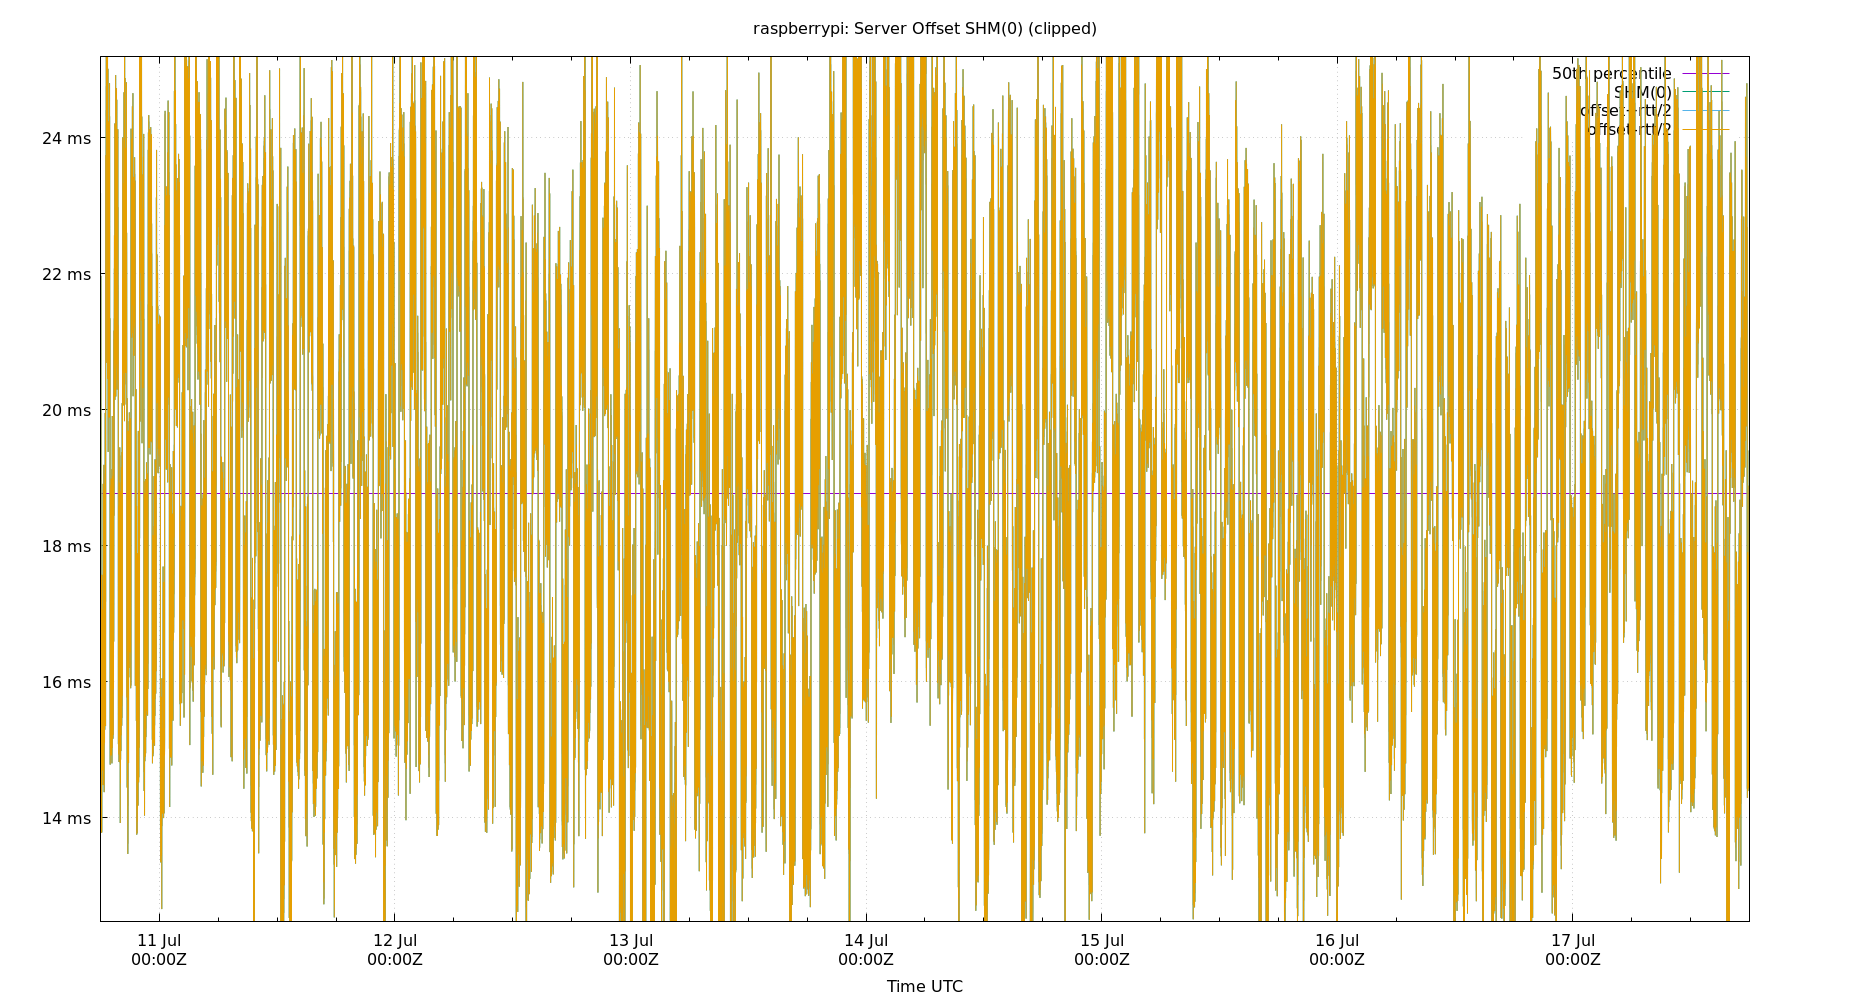 raspberrypi: Server Offset SHM(0) (clipped)
50th percentile
SHM(0)
offset+rtt/2
offset-rtt/2
24 ms
22 ms
20 ms
18 ms
16 ms
14 ms
11 Jul 12 Jul 13 Jul 14 Jul 15 Jul 16 Jul 17 Jul
00:00Z 00:00Z 00:00Z 00:00Z 00:00Z 00:00Z 00:00Z
Time UTC